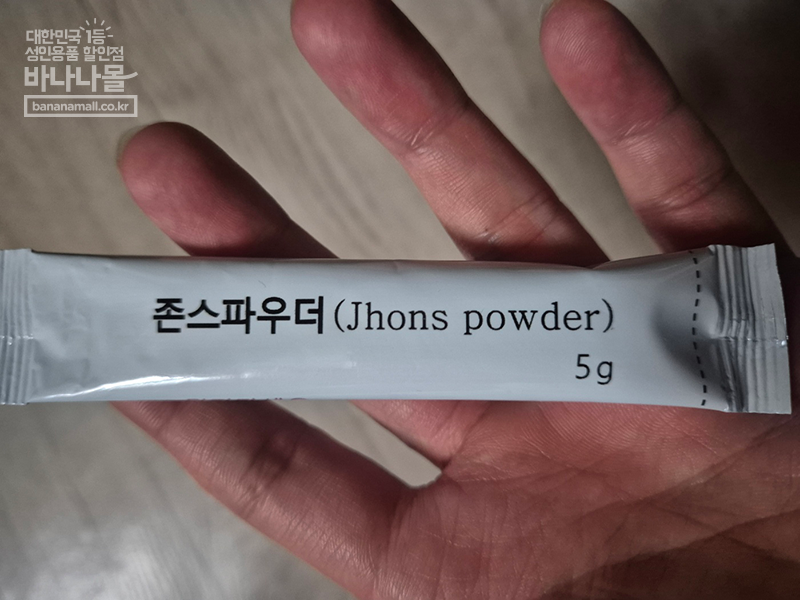 대한민국 1등
성인용품 할인점
바나나몰
bananamall.co.kr
존스파우더(Jhons powder)
5g